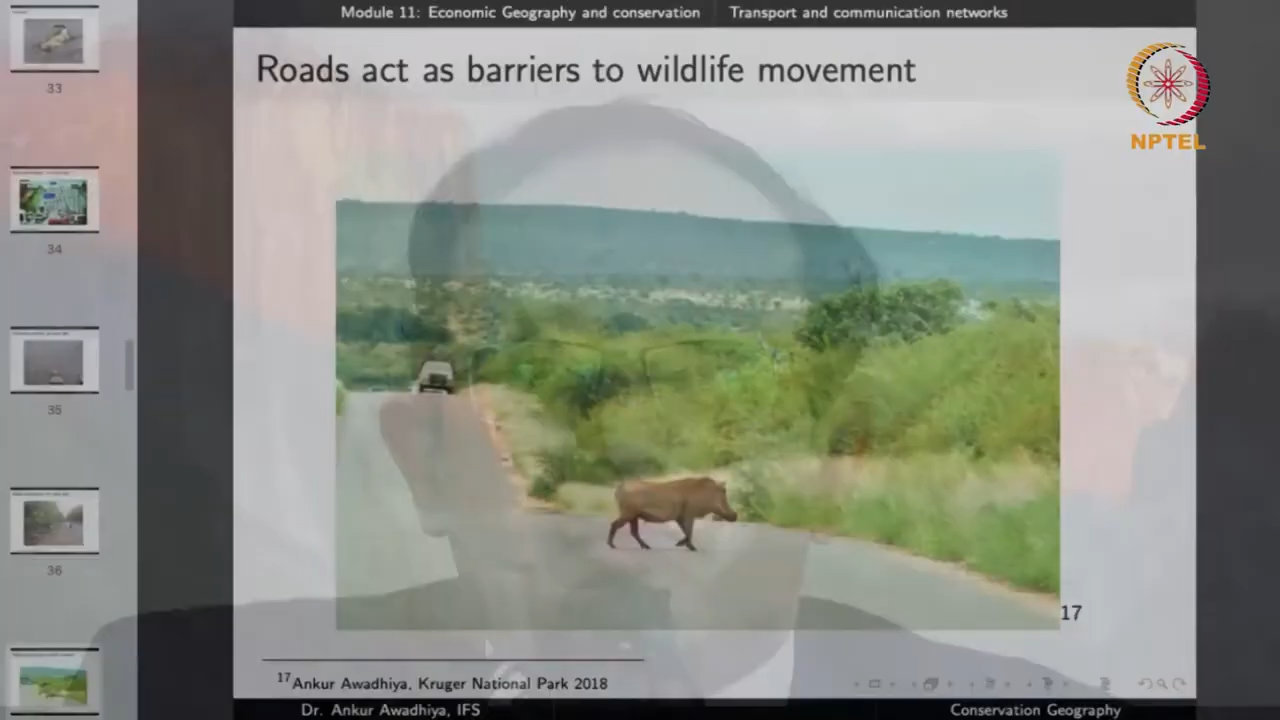 Module 11: Economic Geography and conservation Transport and communication networks
Roads act as barriers to wildlife movement
NPTEL
33
34
35
36
17
17Ankur Awadhiya, Kruger National Park 2018
Dr. Ankur Awadhiya, IFS Conservation Geography